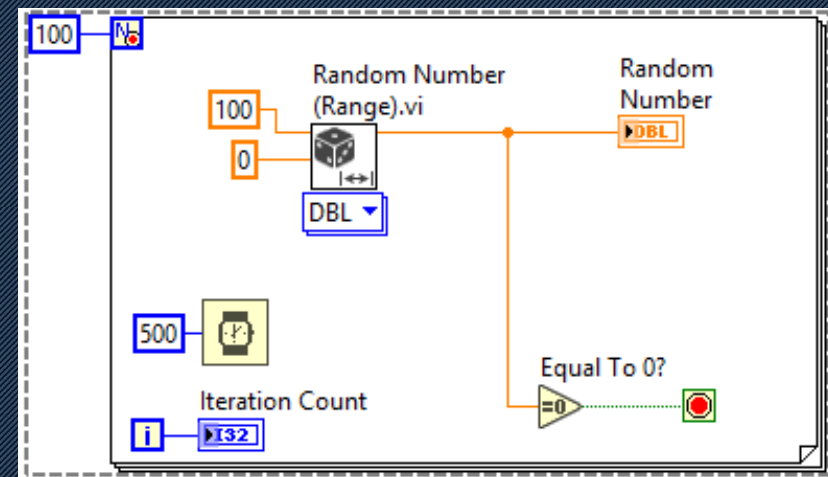 100
N
Random Number
(Range).vi
Random
Number
100
DBL
0
DBL
500
Equal To 0?
=0
Iteration Count
i
I32